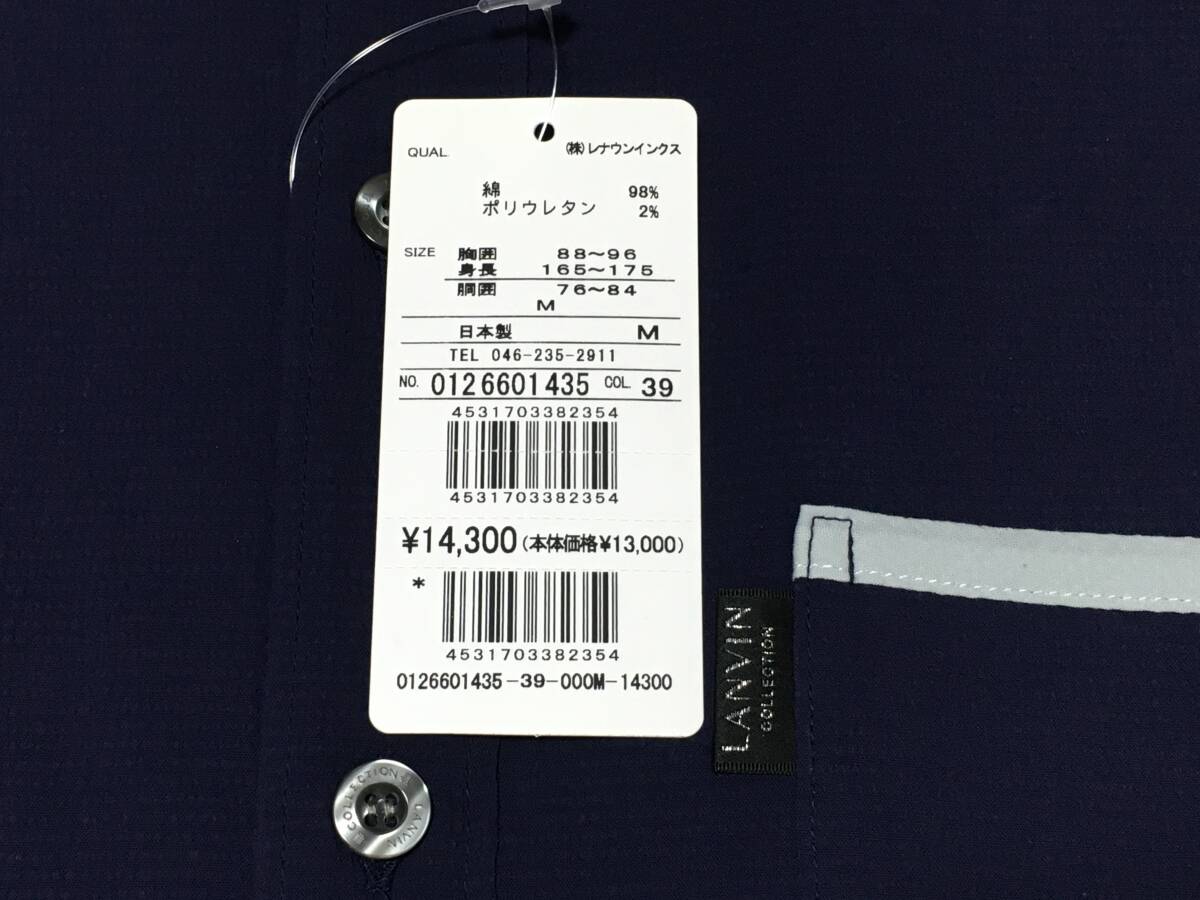 QUAL. (株)レナウンインクス
綿 98%
ポリウレタン 2%
SIZE 胸囲 88〜96
身長 165〜175
胴囲 76〜84
M
日本製 M
TEL 046-235-2911
NO. 0126601435 COL. 39
4531703382354
4531703382354
¥14,300(本体価格¥13,000)
*
4531703382354
0126601435-39-000M-14300
LANVIN
COLLECTION
COLLECTION LANVIN